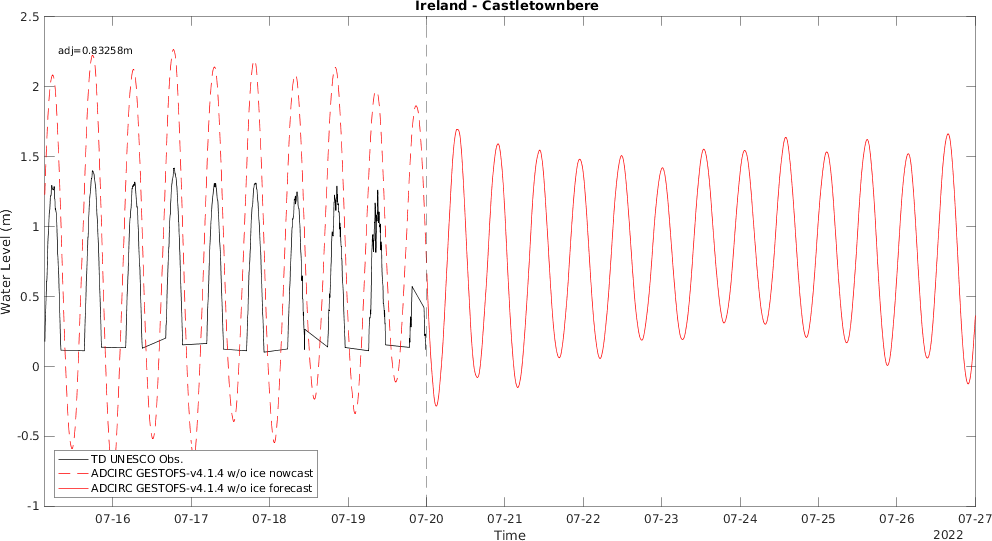 Ireland - Castletownbere
2.5
adj=0.83258m
2
1.5
1
0.5
0
-0.5
-1
Water Level (m)
TD UNESCO Obs.
ADCIRC GESTOFS-v4.1.4 w/o ice nowcast
ADCIRC GESTOFS-v4.1.4 w/o ice forecast
07-16 07-17 07-18 07-19 07-20 07-21 07-22 07-23 07-24 07-25 07-26 07-27
Time
2022